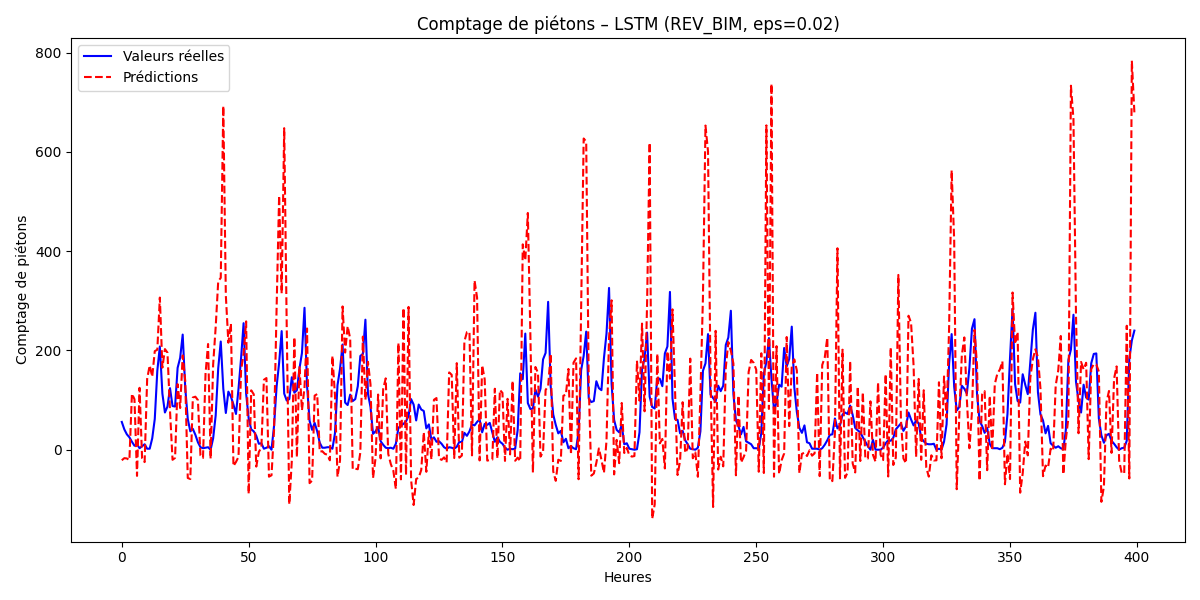 Comptage de piétons – LSTM (REV_BIM, eps=0.02)
Valeurs réelles
Prédictions
Comptage de piétons
800
600
400
200
0
0 50 100 150 200 250 300 350 400
Heures